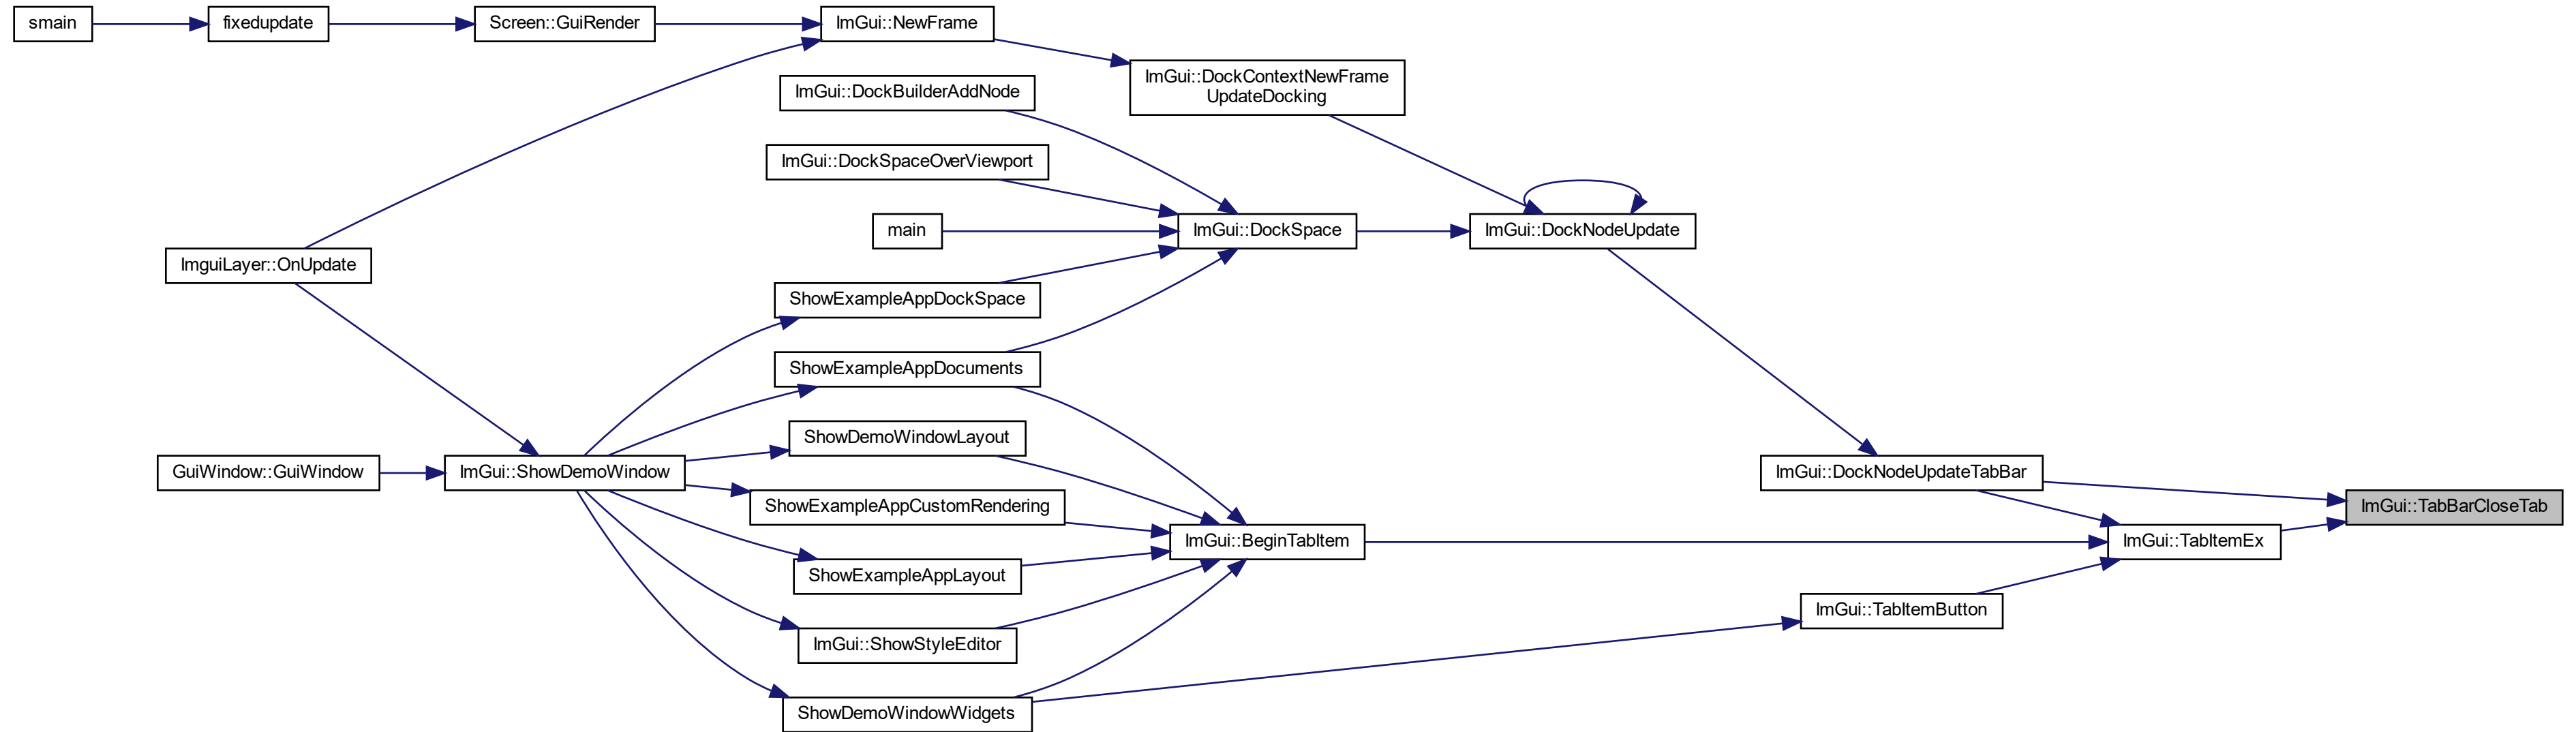 smain
fixedupdate
Screen::GuiRender
ImGui::NewFrame
ImGui::DockContextNewFrame
UpdateDocking
ImGui::DockBuilderAddNode
ImGui::DockSpaceOverViewport
main
ImGui::DockSpace
ImGui::DockNodeUpdate
ImguiLayer::OnUpdate
ShowExampleAppDockSpace
ShowExampleAppDocuments
ShowDemoWindowLayout
GuiWindow::GuiWindow
ImGui::ShowDemoWindow
ImGui::DockNodeUpdateTabBar
ShowExampleAppCustomRendering
ImGui::TabBarCloseTab
ImGui::BeginTabItem
ImGui::TabItemEx
ShowExampleAppLayout
ImGui::TabItemButton
ImGui::ShowStyleEditor
ShowDemoWindowWidgets